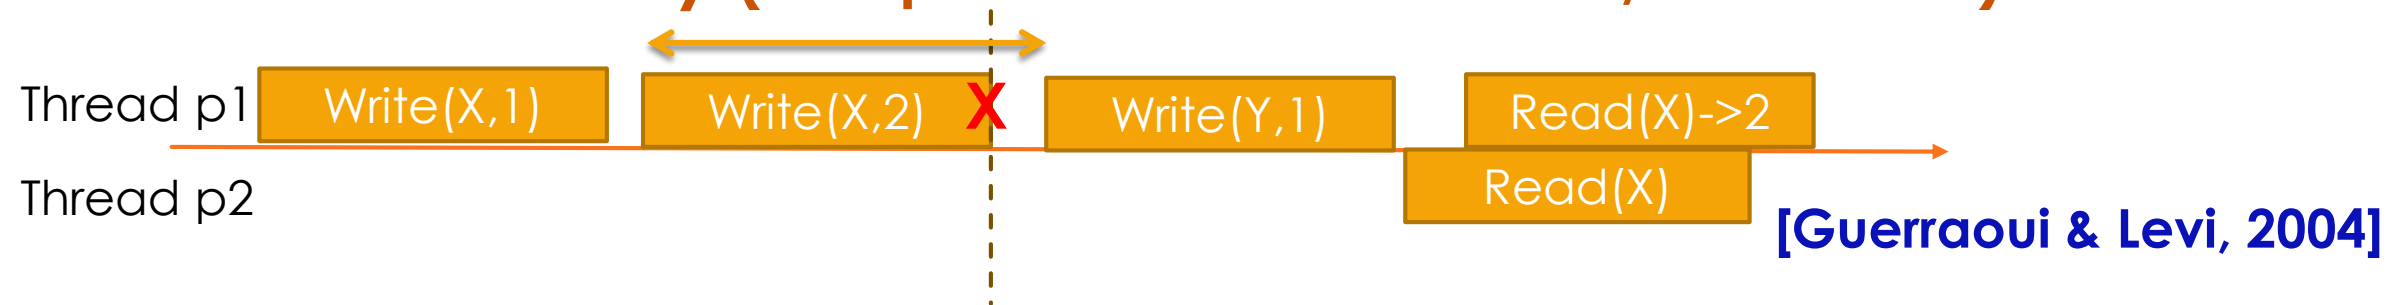 Thread p1 Write(X,1) Write(X,2) X Write(Y,1) Read(X)->2
Thread p2 Read(X)
[Guerraoui & Levi, 2004]